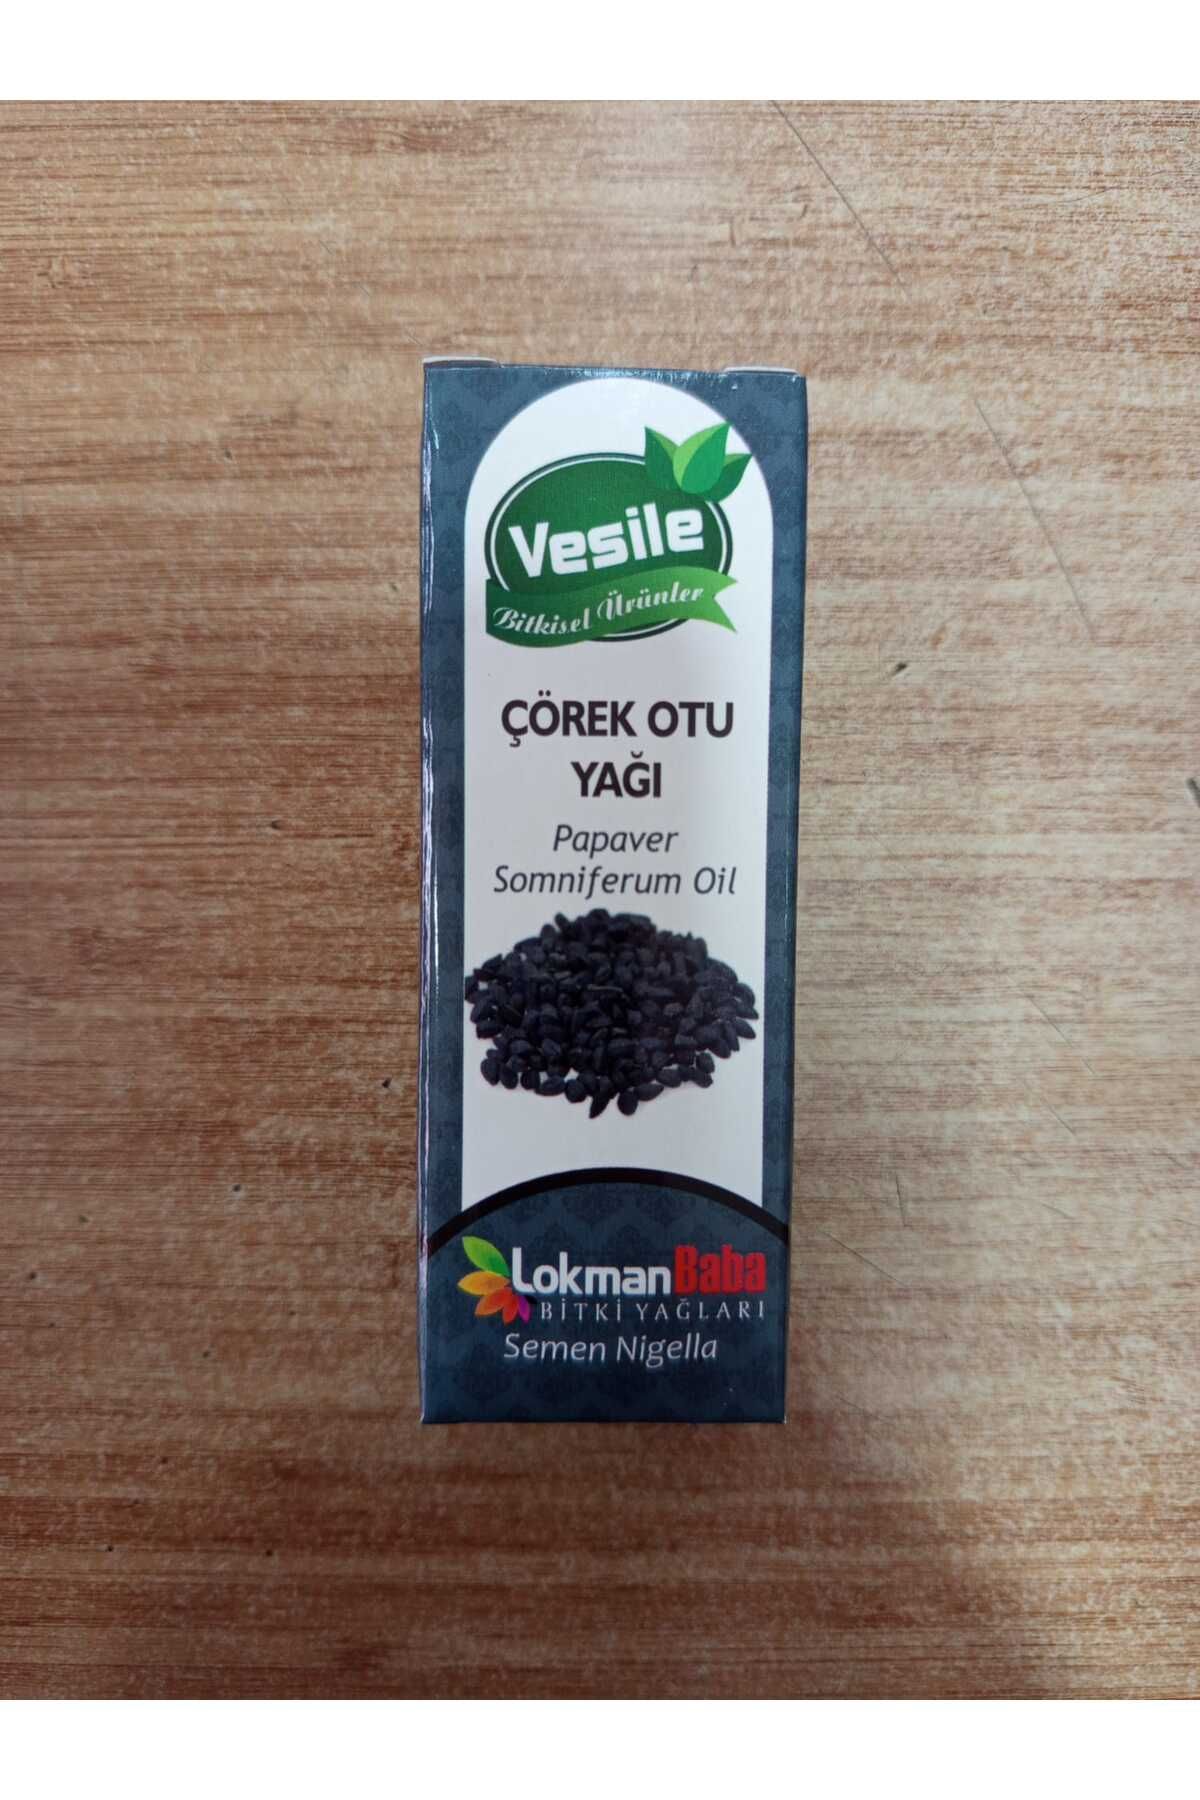 Vesile
Bitkisel Ürünler
ÇÖREK OTU
YAĞI
Papaver
Somniferum Oil
LokmanBaba
BİTKİ YAĞLARI
Semen Nigella